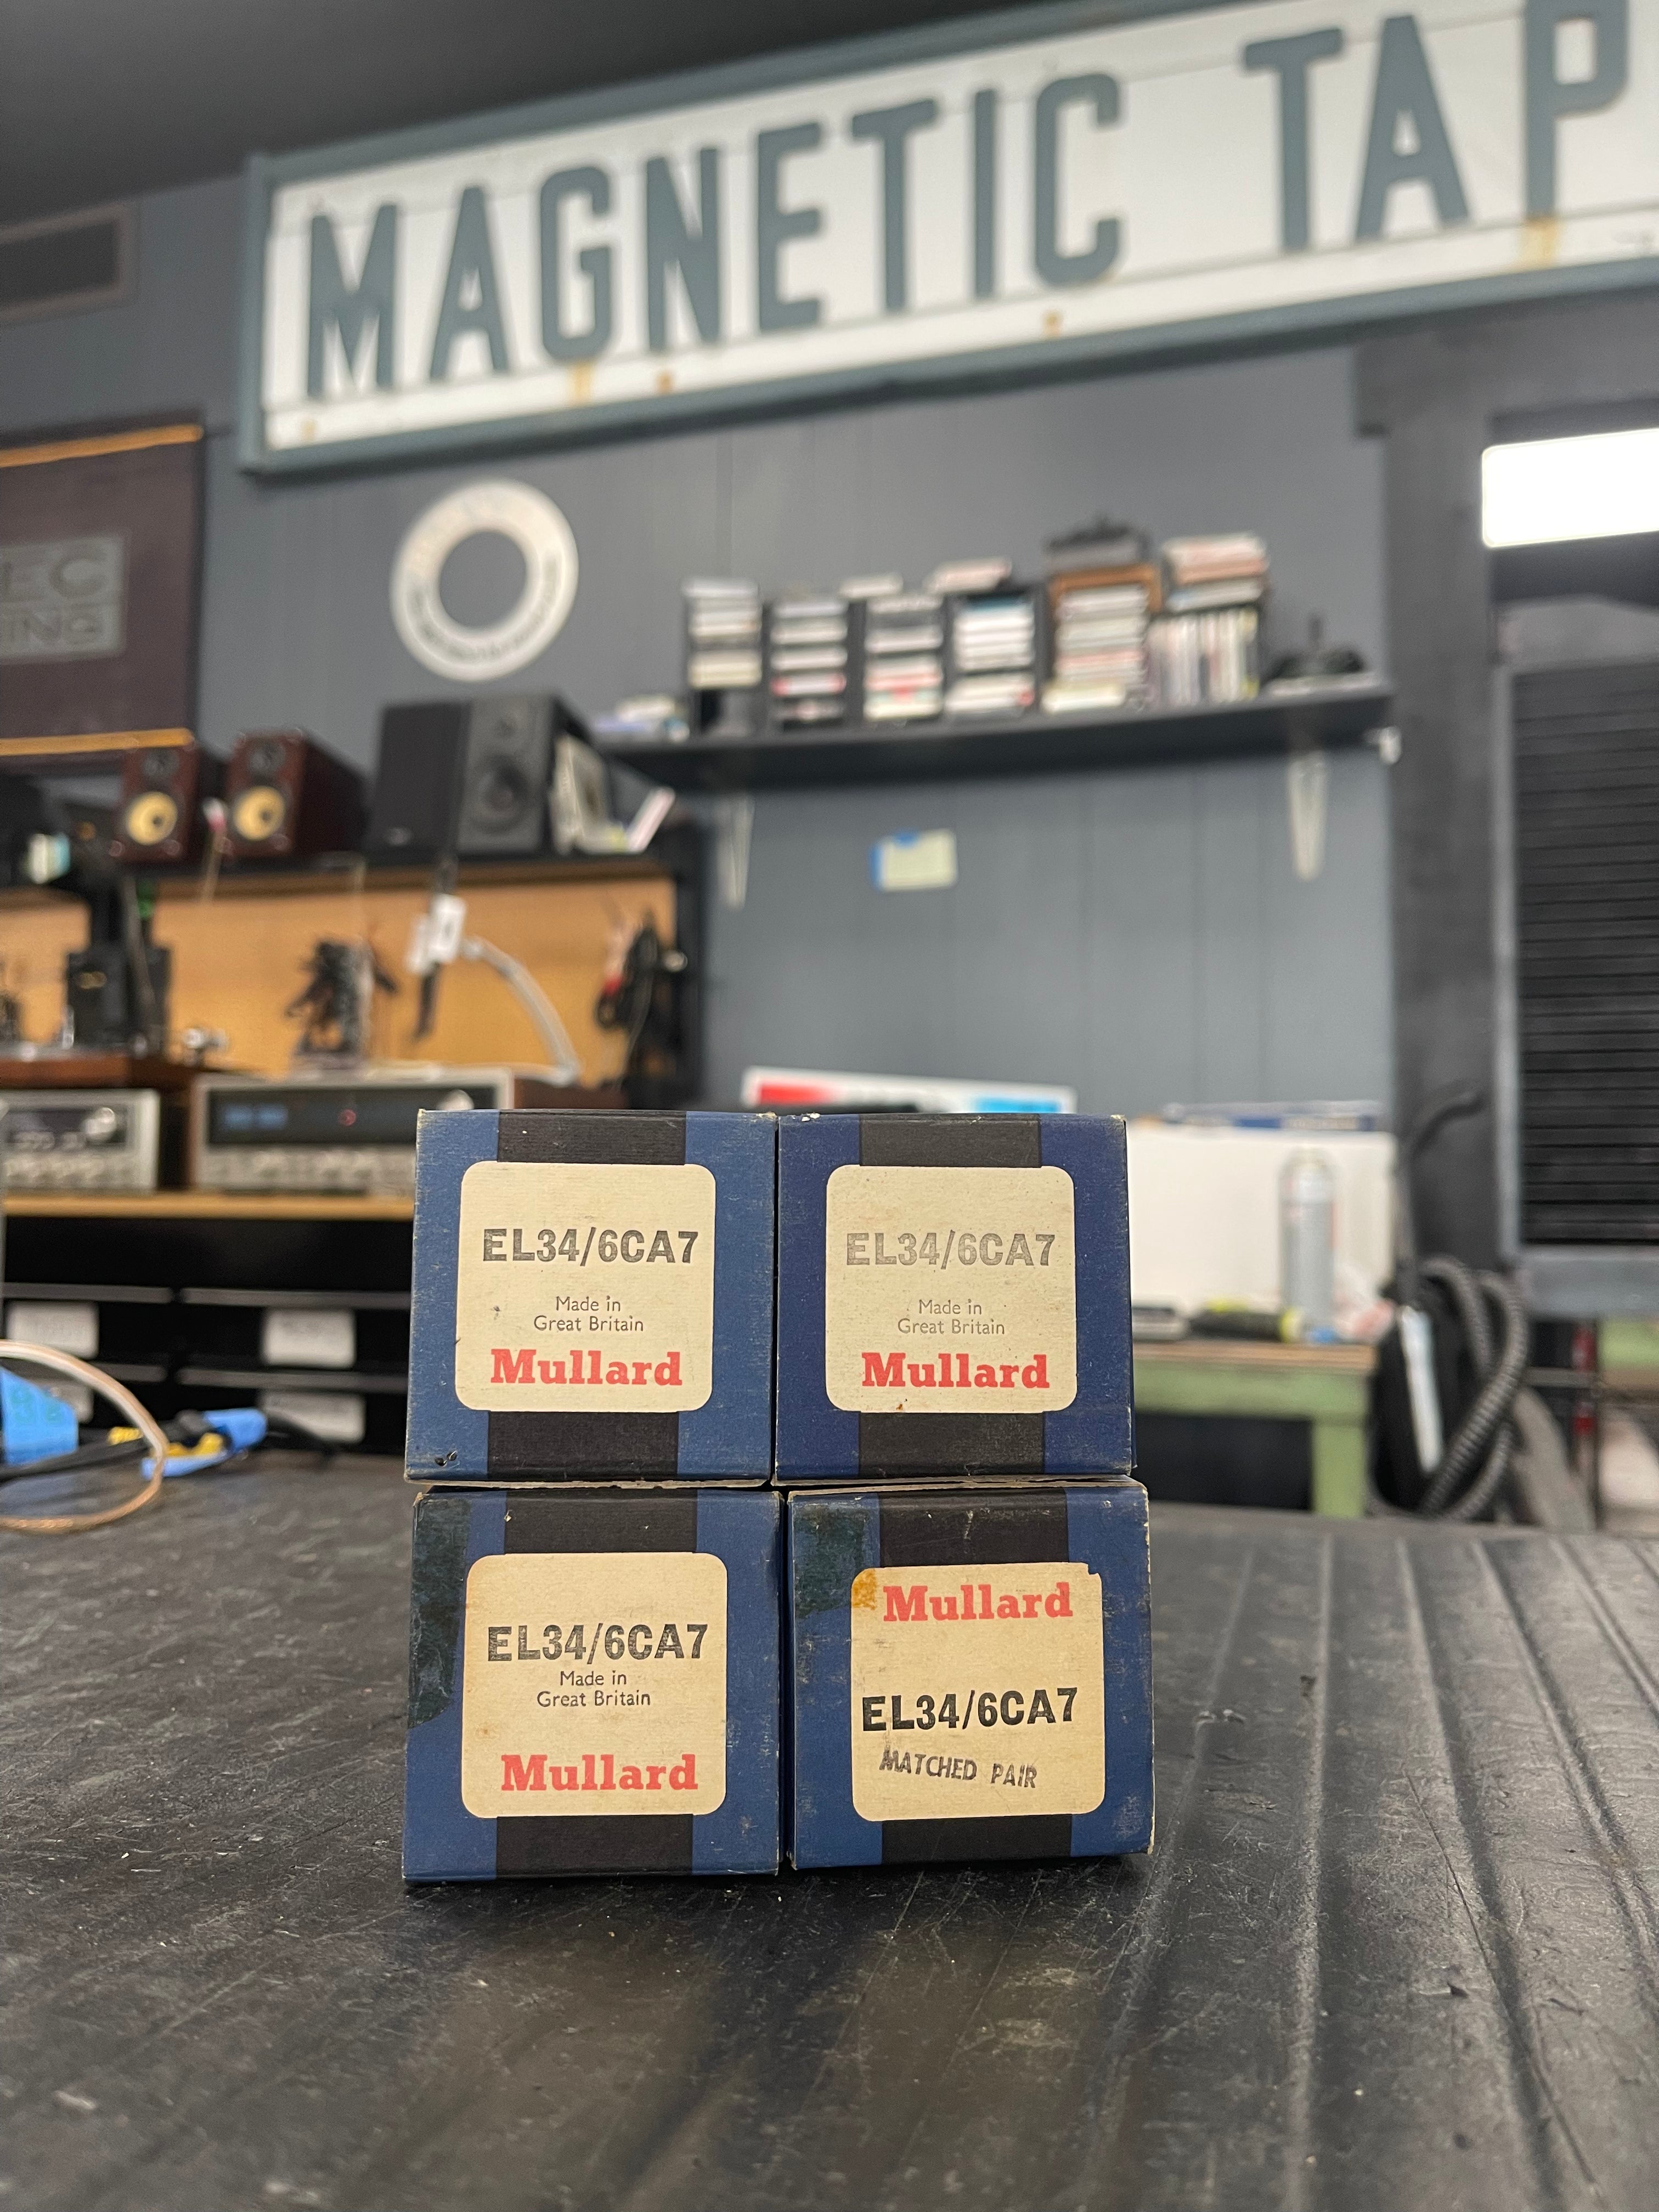 MAGNETIC TAP
EL34/6CA7
Made in
Great Britain
Mullard
EL34/6CA7
Made in
Great Britain
Mullard
EL34/6CA7
Made in
Great Britain
Mullard
Mullard
EL34/6CA7
MATCHED PAIR